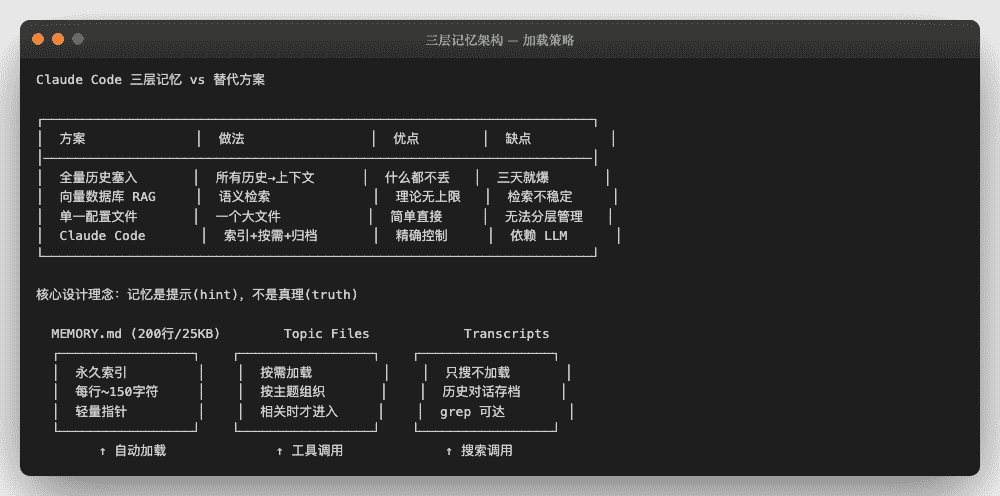 三层记忆架构 — 加载策略
Claude Code 三层记忆 vs 替代方案
方案 做法 优点 缺点
全量历史塞入 所有历史→上下文 什么都不丢 三天就爆
向量数据库 RAG 语义检索 理论无上限 检索不稳定
单一配置文件 一个大文件 简单直接 无法分层管理
Claude Code 索引+按需+归档 精确控制 依赖 LLM
核心设计理念：记忆是提示(hint)，不是真理(truth)
MEMORY.md (200行/25KB) Topic Files Transcripts
永久索引 按需加载 只搜不加载
每行~150字符 按主题组织 历史对话存档
轻量指针 相关时才进入 grep 可达
↑ 自动加载 ↑ 工具调用 ↑ 搜索调用